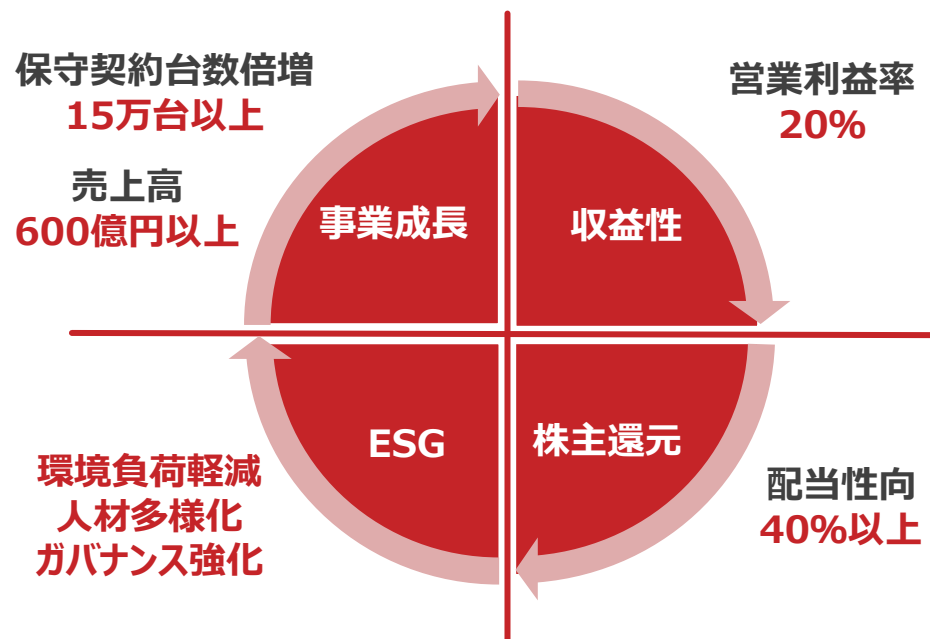 保守契約台数倍増
15万台以上
売上高
600億円以上
事業成長
営業利益率
20%
収益性
ESG
環境負荷軽減
人材多様化
ガバナンス強化
株主還元
配当性向
40%以上